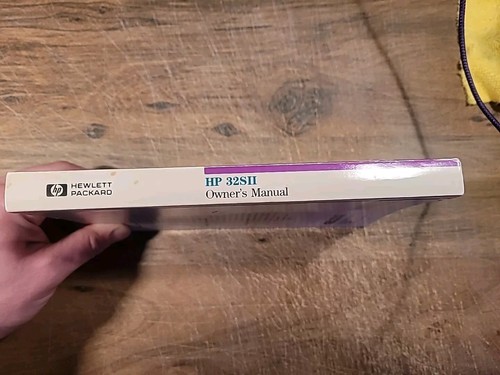 hp
HEWLETT
PACKARD
HP 32SII
Owner's Manual